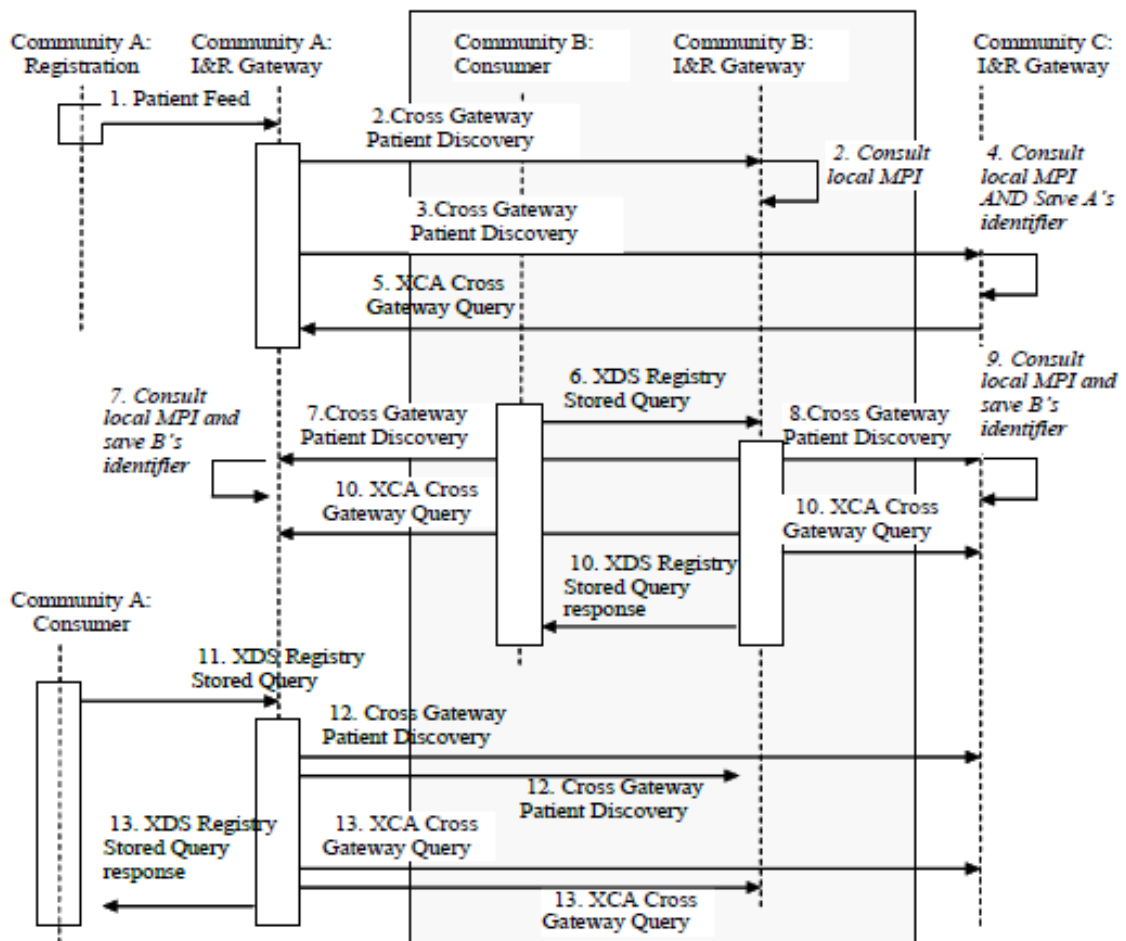 Community A:
Registration
Community A:
I&R Gateway
Community B:
Consumer
Community B:
I&R Gateway
Community C:
I&R Gateway
1. Patient Feed
2.Cross Gateway
Patient Discovery
2. Consult
local MPI
4. Consult
local MPI
AND Save A's
identifier
3.Cross Gateway
Patient Discovery
5. XCA Cross
Gateway Query
6. XDS Registry
Stored Query
9. Consult
local MPI and
save B's
identifier
7. Consult
local MPI and
save B's
identifier
7.Cross Gateway
Patient Discovery
8.Cross Gateway
Patient Discovery
10. XCA Cross
Gateway Query
10. XCA Cross
Gateway Query
10. XDS Registry
Stored Query
response
Community A:
Consumer
11. XDS Registry
Stored Query
12. Cross Gateway
Patient Discovery
12. Cross Gateway
Patient Discovery
13. XDS Registry
Stored Query
response
13. XCA Cross
Gateway Query
13. XCA Cross
Gateway Query